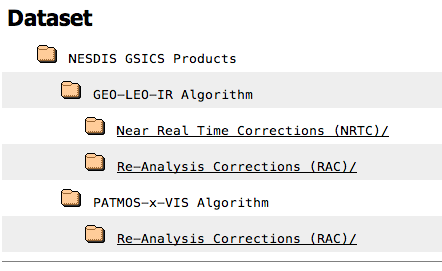 Dataset
NESDIS GSICS Products
GEO-LEO-IR Algorithm
Near Real Time Corrections (NRTC)/
Re-Analysis Corrections (RAC)/
PATMOS-x-VIS Algorithm
Re-Analysis Corrections (RAC)/